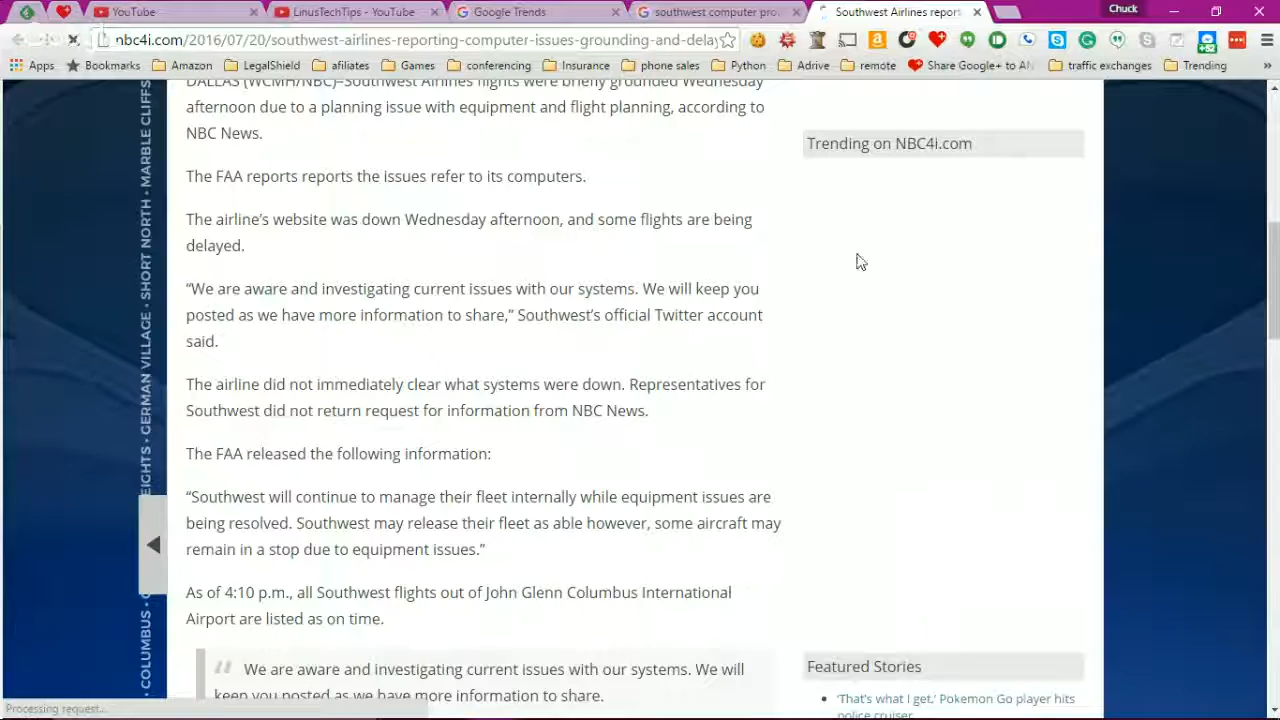 Chuck
YouTube
LinusTechTips - YouTube
Google Trends
southwest computer pro
Southwest Airlines report
nbc4i.com/2016/07/20/southwest-airlines-reporting-computer-issues-grounding-and-dela
+52
Apps
Bookmarks
Amazon
LegalShield
affiliates
Games
conferencing
Insurance
phone sales
Python
Adrive
remote
Share Google+ to
traffic exchanges
Trending
»
DALLAS (WCMH/NBC)–Southwest Airlines flights were briefly grounded Wednesday
afternoon due to a planning issue with equipment and flight planning, according to
NBC News.
The FAA reports reports the issues refer to its computers.
The airline’s website was down Wednesday afternoon, and some flights are being
delayed.
“We are aware and investigating current issues with our systems. We will keep you
posted as we have more information to share,” Southwest’s official Twitter account
said.
The airline did not immediately clear what systems were down. Representatives for
Southwest did not return request for information from NBC News.
The FAA released the following information:
“Southwest will continue to manage their fleet internally while equipment issues are
being resolved. Southwest may release their fleet as able however, some aircraft may
remain in a stop due to equipment issues.”
As of 4:10 p.m., all Southwest flights out of John Glenn Columbus International
Airport are listed as on time.
We are aware and investigating current issues with our systems. We will
keep you posted as we have more information to share.
Trending on NBC4i.com
Featured Stories
‘That’s what I get,’ Pokemon Go player hits
police cruiser
COLUMBUS •
EIGHTS • GERMAN VILLAGE • SHORT NORTH • MARBLE CLIFFS
Processing request...